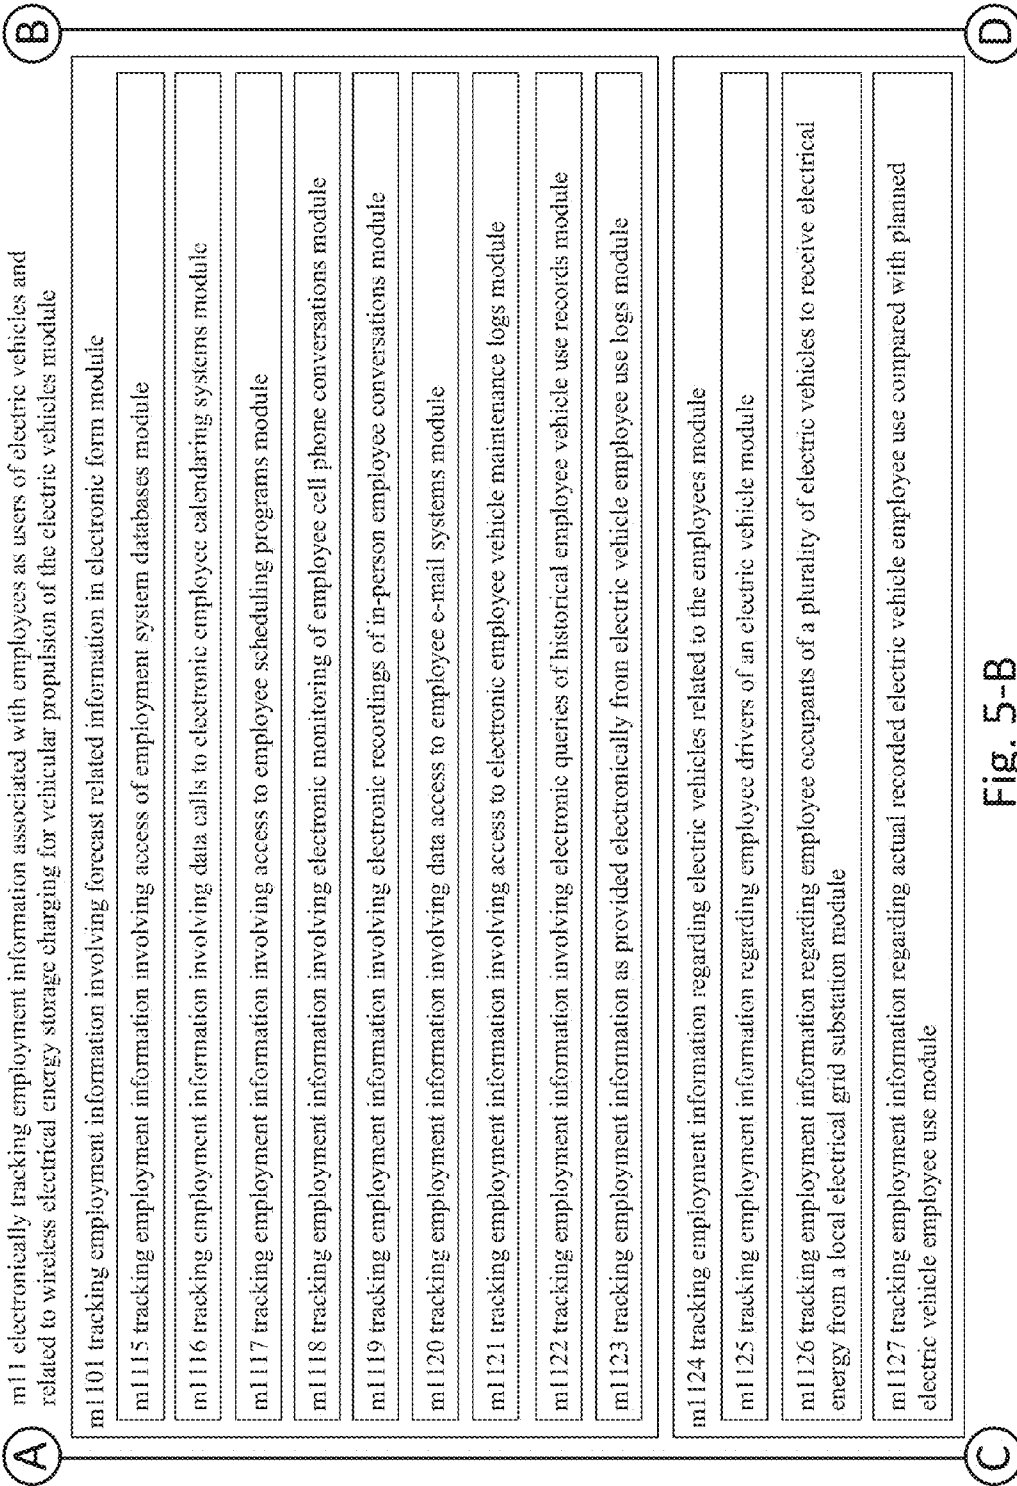 A
B
m11 electronically tracking employment information associated with employees as users of electric vehicles and
related to wireless electrical energy storage charging for vehicular propulsion of the electric vehicles module
m1101 tracking employment information involving forecast related information in electronic form module
m1115 tracking employment information involving access of employment system databases module
m1116 tracking employment information involving data calls to electronic employee calendaring systems module
m1117 tracking employment information involving access to employee scheduling programs module
m1118 tracking employment information involving electronic monitoring of employee cell phone conversations module
m1119 tracking employment information involving electronic recordings of in-person employee conversations module
m1120 tracking employment information involving data access to employee e-mail systems module
m1121 tracking employment information involving access to electronic employee vehicle maintenance logs module
m1122 tracking employment information involving electronic queries of historical employee vehicle use records module
m1123 tracking employment information as provided electronically from electric vehicle employee use logs module
m1124 tracking employment information regarding electric vehicles related to the employees module
m1125 tracking employment information regarding employee drivers of an electric vehicle module
m1126 tracking employment information regarding employee occupants of a plurality of electric vehicles to receive electrical
energy from a local electrical grid substation module
m1127 tracking employment information regarding actual recorded electric vehicle employee use compared with planned
electric vehicle employee use module
C
D
Fig. 5-B